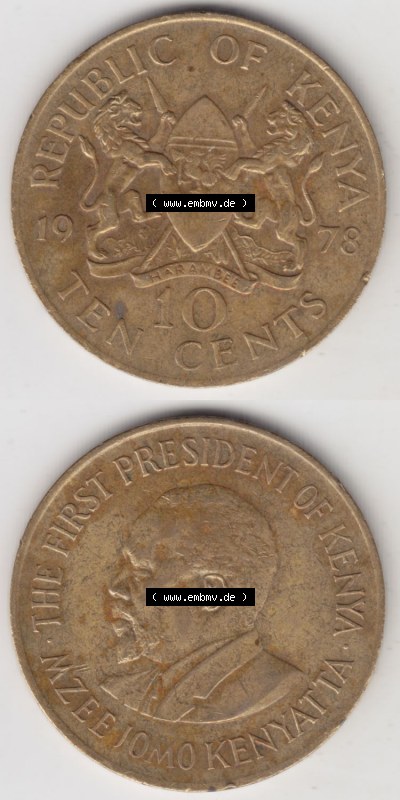 REPUBLIC OF KENYA
( www.embmv.de )
19 78
HARAMBEE
10
TEN CENTS
· THE FIRST PRESIDENT OF KENYA ·
( www.embmv.de )
MZEE JOMO KENYATTA